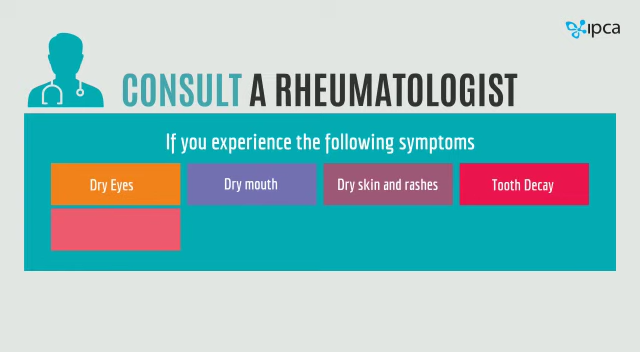 ipca
CONSULT A RHEUMATOLOGIST
If you experience the following symptoms
Dry Eyes
Dry mouth
Dry skin and rashes
Tooth Decay